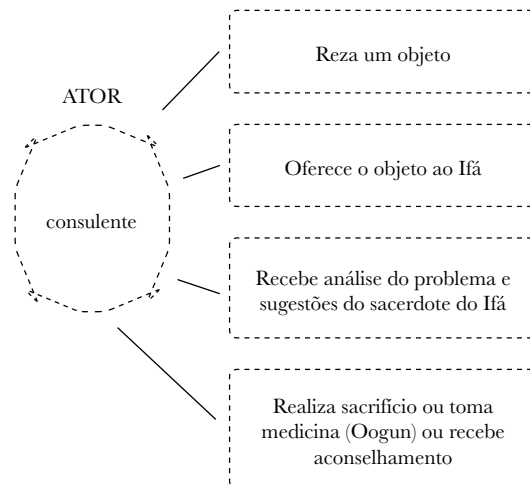 Reza um objeto
ATOR
Oferece o objeto ao Ifá
consulente
Recebe análise do problema e
sugestões do sacerdote do Ifá
Realiza sacrifício ou toma
medicina (Oogun) ou recebe
aconselhamento